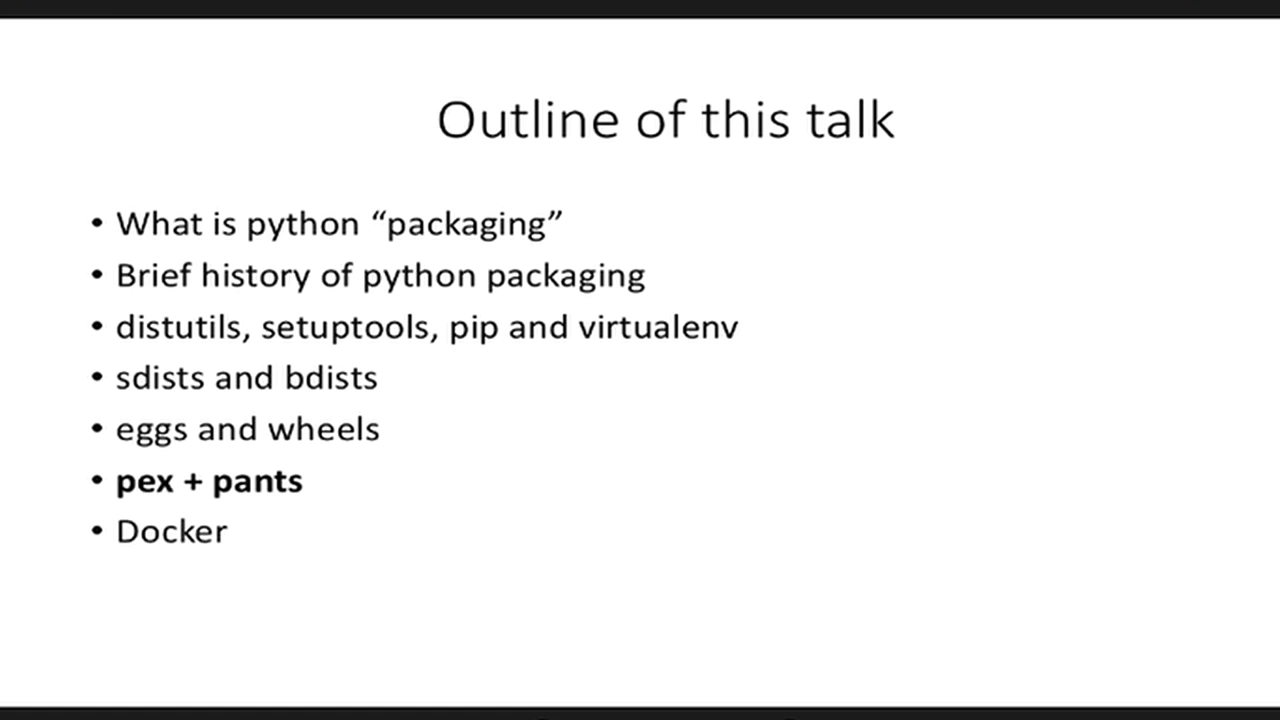 Outline of this talk
• What is python “packaging”
• Brief history of python packaging
• distutils, setuptools, pip and virtualenv
• sdists and bdists
• eggs and wheels
• pex + pants
• Docker